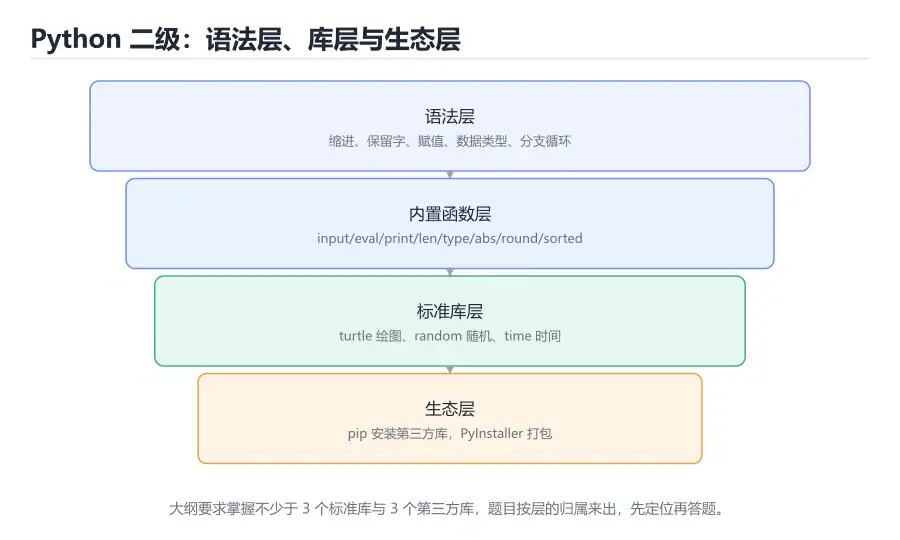 Python 二级：语法层、库层与生态层
语法层
缩进、保留字、赋值、数据类型、分支循环
内置函数层
input/eval/print/len/type/abs/round/sorted
标准库层
turtle 绘图、random 随机、time 时间
生态层
pip 安装第三方库，PyInstaller 打包
大纲要求掌握不少于 3 个标准库与 3 个第三方库，题目按层的归属来出，先定位再答题。